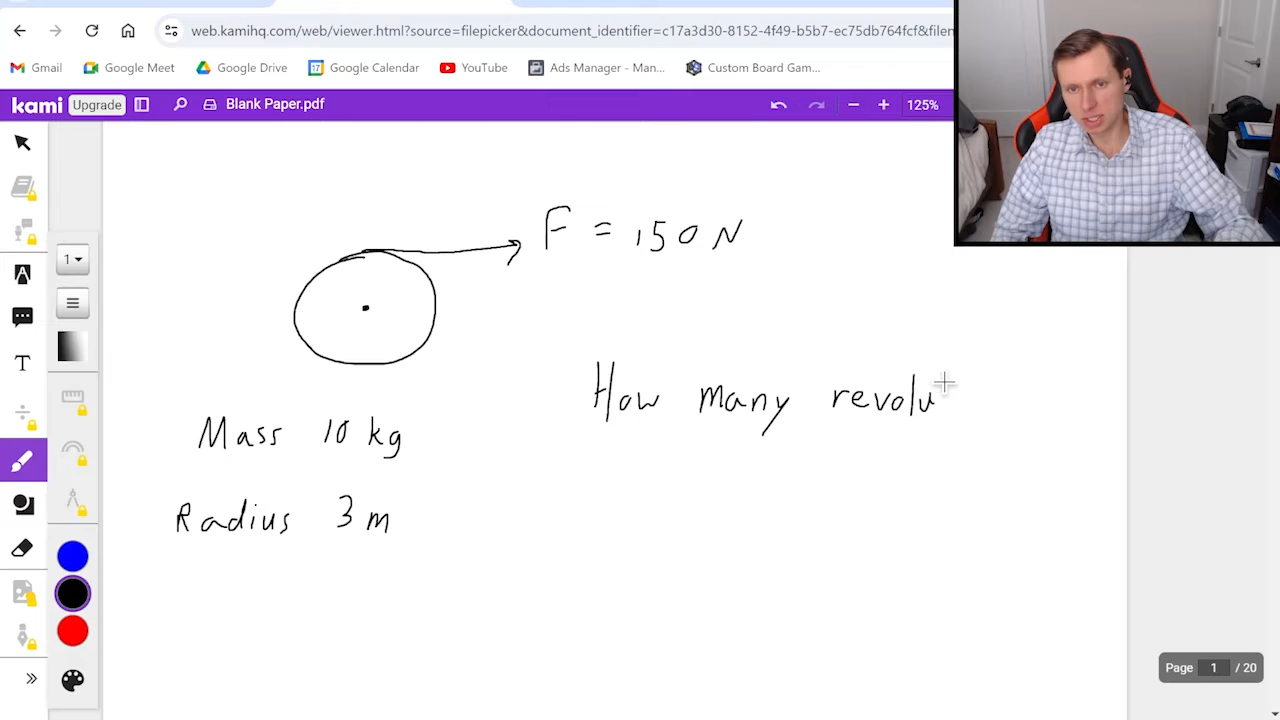 web.kamihq.com/web/viewer.html?source=filepicker&document_identifier=c17a3d30-8152-4f49-b5b7-ec75db764fcf&filen
Gmail Google Meet Google Drive Google Calendar YouTube Ads Manager - Man... Custom Board Gam...
17
kami Upgrade Blank Paper.pdf 125%
1
A
T
F = 150 N
How many revolu
Mass 10 kg
Radius 3 m
Page 1 / 20